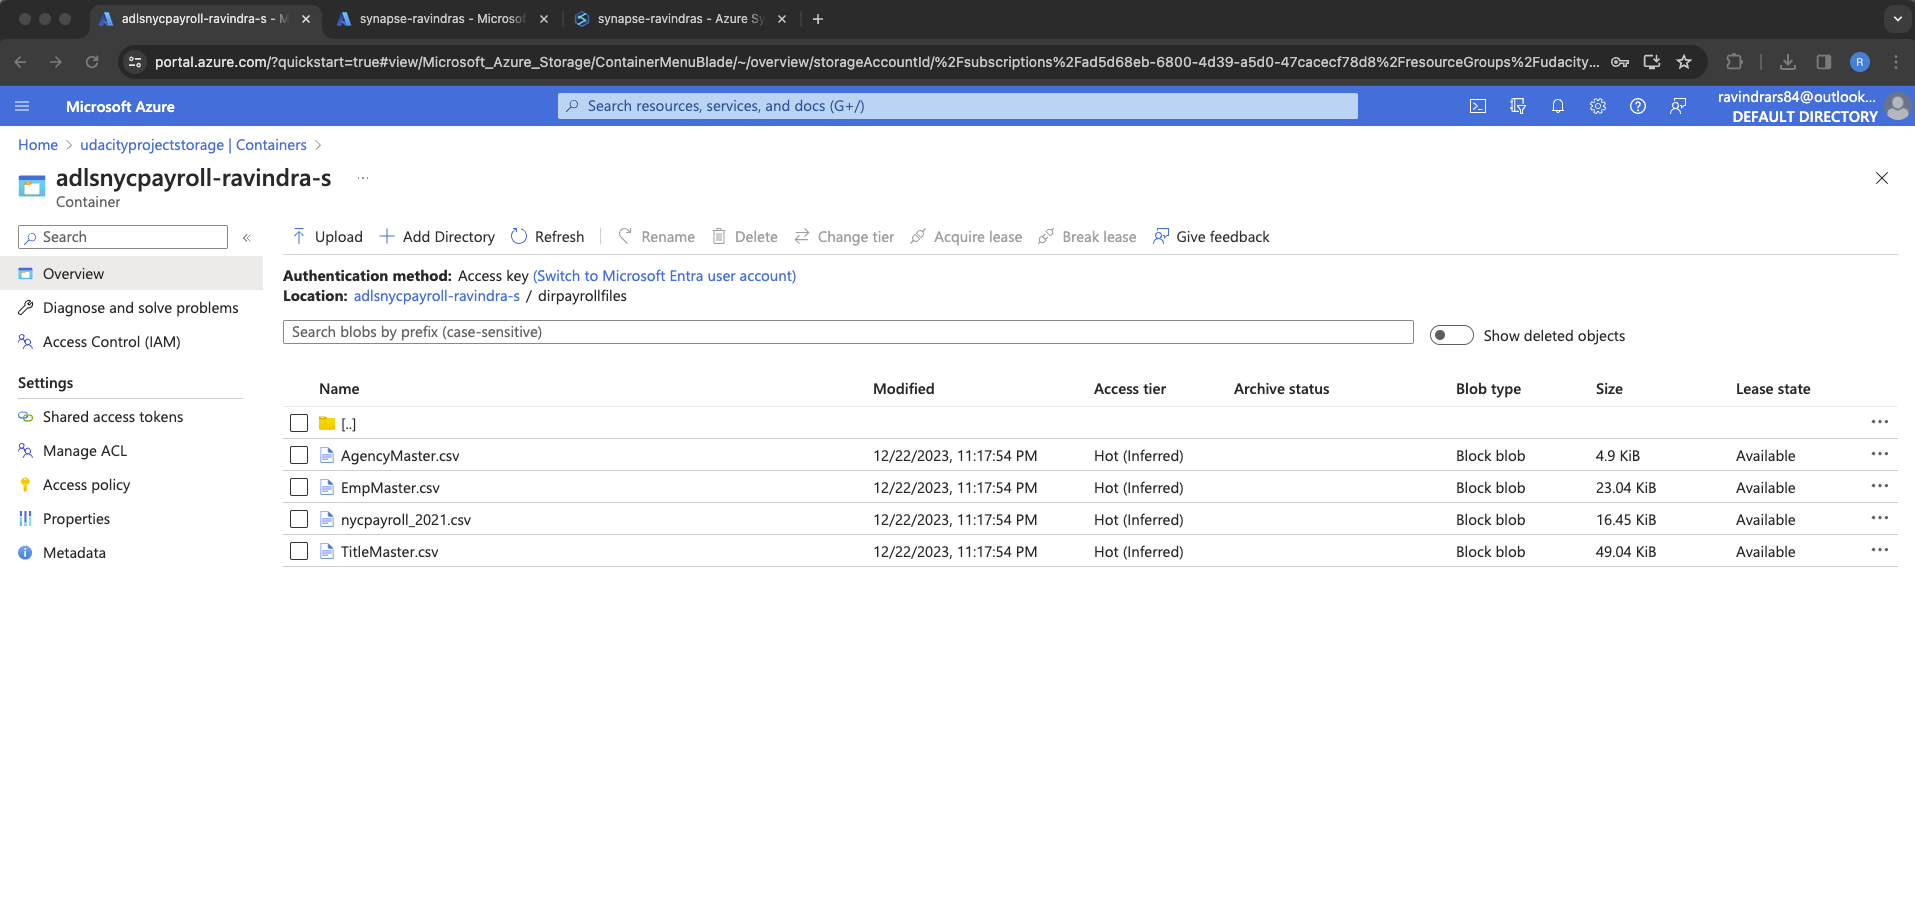 adlsnycpayroll-ravindra-s - M
synapse-ravindras - Microsof
synapse-ravindras - Azure Sy
portal.azure.com/?quickstart=true#view/Microsoft_Azure_Storage/ContainerMenuBlade/~/overview/storageAccountId/%2Fsubscriptions%2Fad5d68eb-6800-4d39-a5d0-47cacecf78d8%2FresourceGroups%2Fudacity...
R
Microsoft Azure
Search resources, services, and docs (G+/)
ravindrars84@outlook...
DEFAULT DIRECTORY
Home > udacityprojectstorage | Containers >
adlsnycpayroll-ravindra-s ...
Container
Search
«
Upload Add Directory Refresh Rename Delete Change tier Acquire lease Break lease Give feedback
Overview
Diagnose and solve problems
Access Control (IAM)
Settings
Shared access tokens
Manage ACL
Access policy
Properties
Metadata
Authentication method: Access key (Switch to Microsoft Entra user account)
Location: adlsnycpayroll-ravindra-s / dirpayrollfiles
Search blobs by prefix (case-sensitive)
Show deleted objects
Name Modified Access tier Archive status Blob type Size Lease state
[..] ...
AgencyMaster.csv 12/22/2023, 11:17:54 PM Hot (Inferred) Block blob 4.9 KiB Available ...
EmpMaster.csv 12/22/2023, 11:17:54 PM Hot (Inferred) Block blob 23.04 KiB Available ...
nycpayroll_2021.csv 12/22/2023, 11:17:54 PM Hot (Inferred) Block blob 16.45 KiB Available ...
TitleMaster.csv 12/22/2023, 11:17:54 PM Hot (Inferred) Block blob 49.04 KiB Available ...